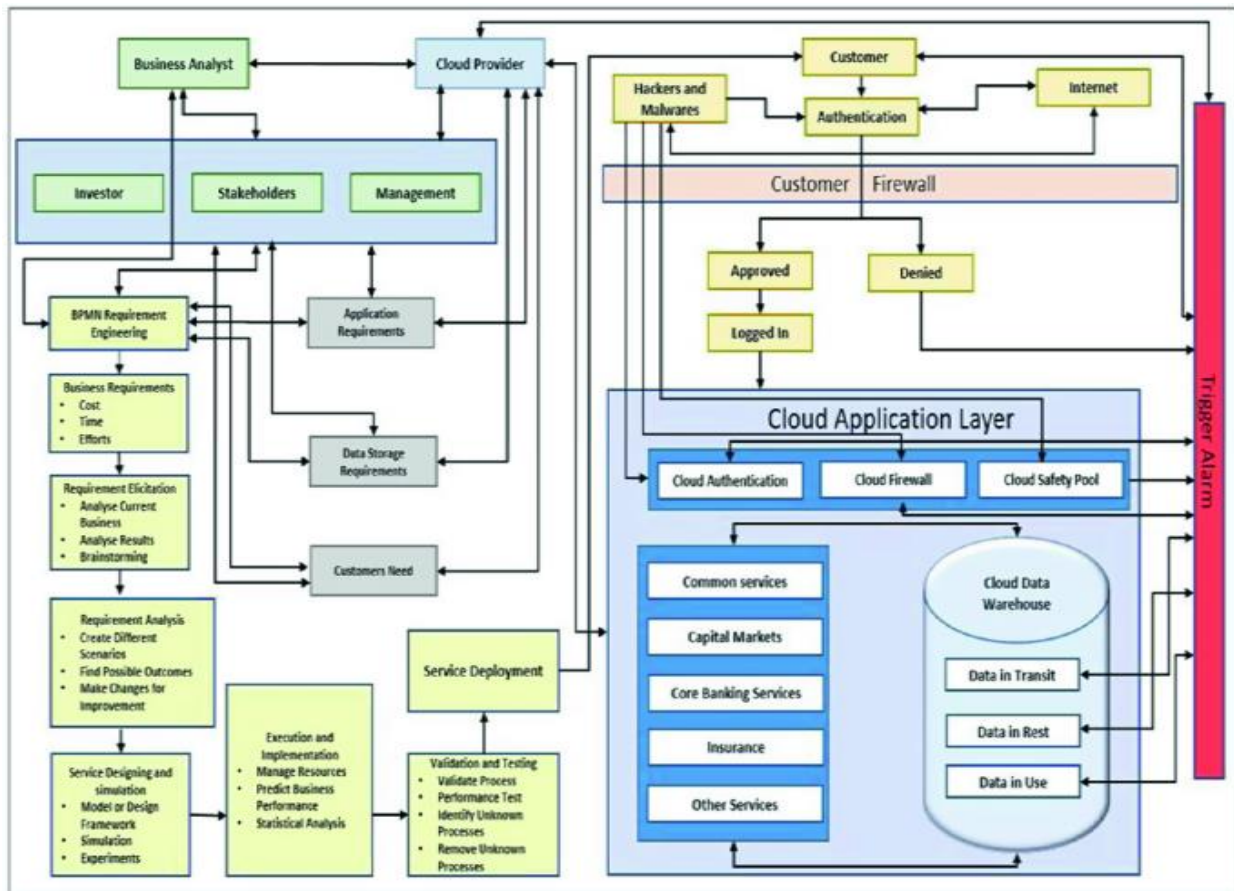 Business Analyst
Cloud Provider
Investor
Stakeholders
Management
BPMN Requirement
Engineering
Application
Requirements
Business Requirements
• Cost
• Time
• Efforts
Data Storage
Requirements
Requirement Elicitation
• Analyse Current
Business
• Analyse Results
• Brainstorming
Customers Need
Requirement Analysis
• Create Different
Scenarios
• Find Possible Outcomes
• Make Changes for
Improvement
Service Designing and
simulation
• Model or Design
Framework
• Simulation
• Experiments
Execution and
Implementation
• Manage Resources
• Predict Business
Performance
• Statistical Analysis
Validation and Testing
• Validate Process
• Performance Test
• Identify Unknown
Processes
• Remove Unknown
Processes
Service Deployment
Customer
Hackers and
Malwares
Authentication
Internet
Customer Firewall
Approved
Denied
Logged In
Cloud Application Layer
Cloud Authentication
Cloud Firewall
Cloud Safety Pool
Common services
Capital Markets
Core Banking Services
Insurance
Other Services
Cloud Data
Warehouse
Data in Transit
Data in Rest
Data in Use
Trigger Alarm